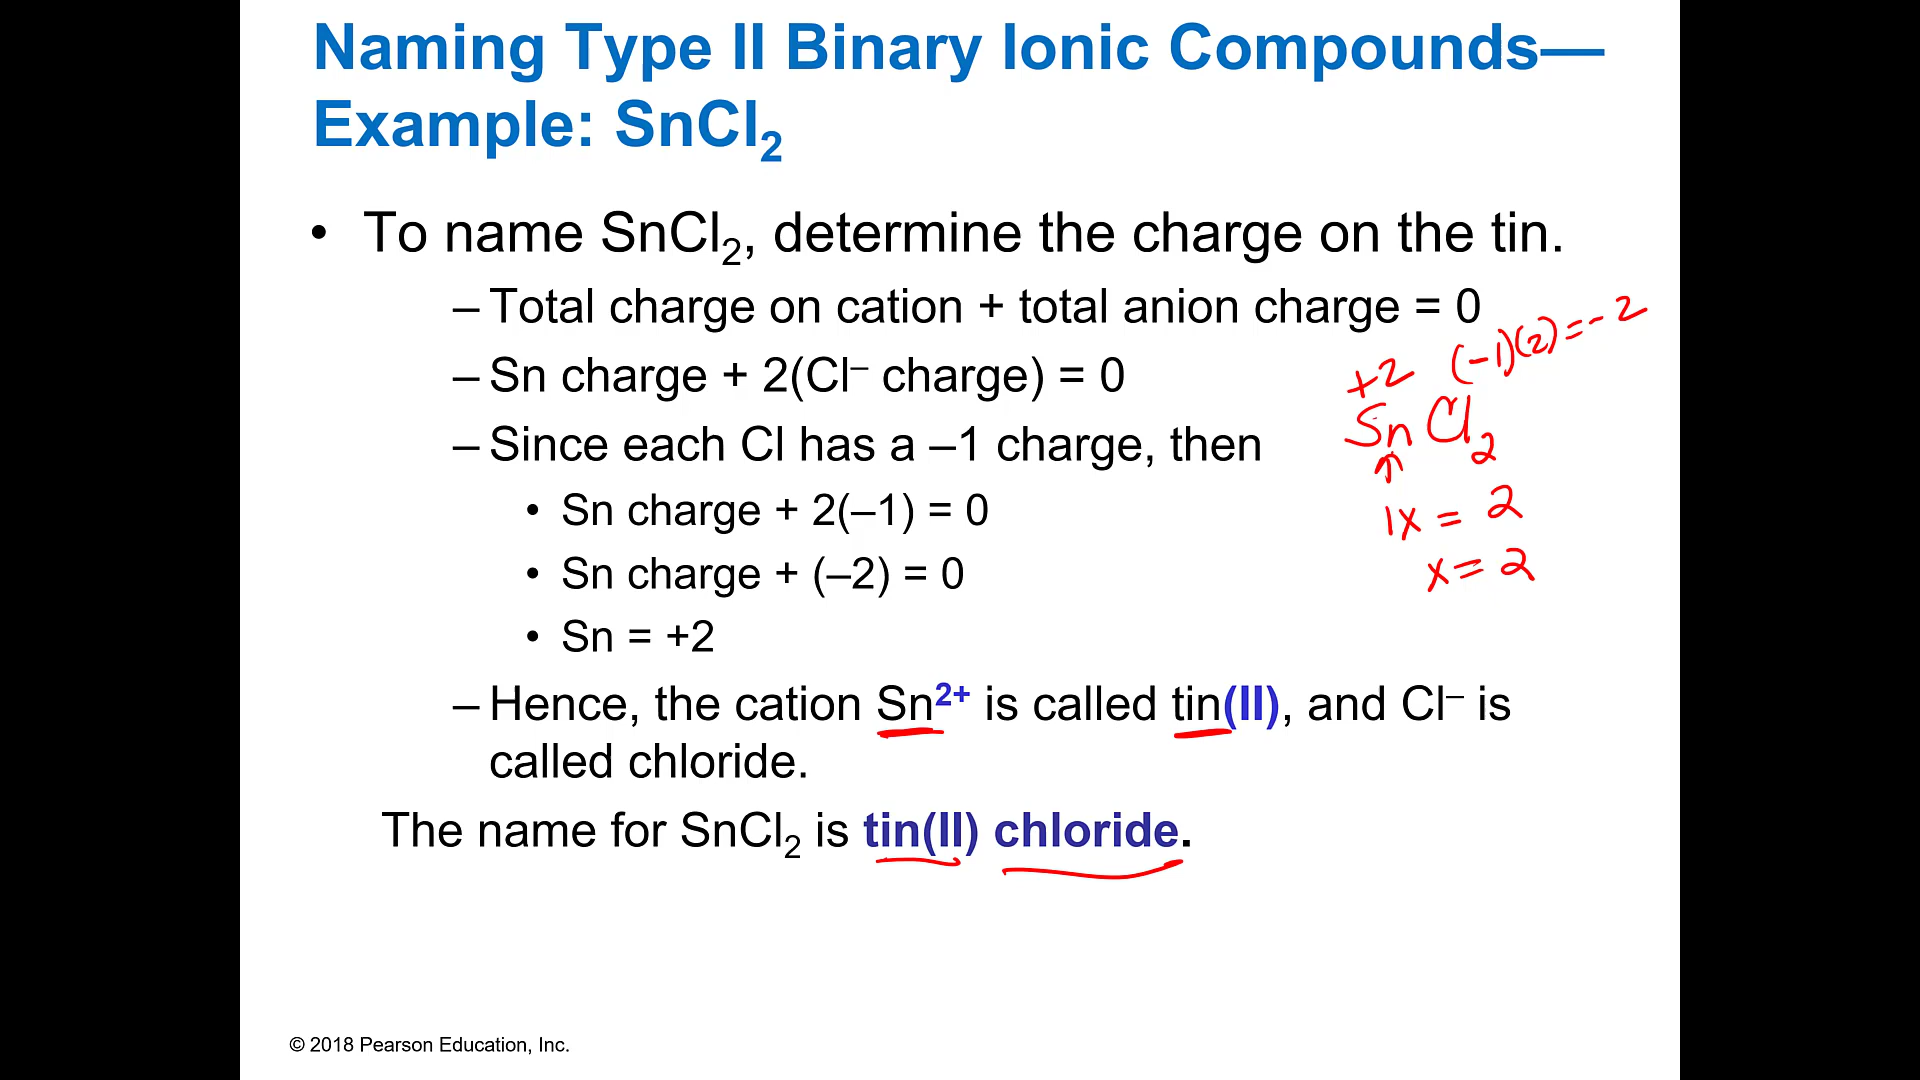 Naming Type II Binary Ionic Compounds—
Example: SnCl₂
• To name SnCl₂, determine the charge on the tin.
– Total charge on cation + total anion charge = 0
– Sn charge + 2(Cl⁻ charge) = 0
– Since each Cl has a –1 charge, then
• Sn charge + 2(–1) = 0
• Sn charge + (–2) = 0
• Sn = +2
– Hence, the cation Sn²⁺ is called tin(II), and Cl⁻ is
called chloride.
The name for SnCl₂ is tin(II) chloride.
+2 (-1)(2)=-2
SnCl₂
1x = 2
x = 2
© 2018 Pearson Education, Inc.